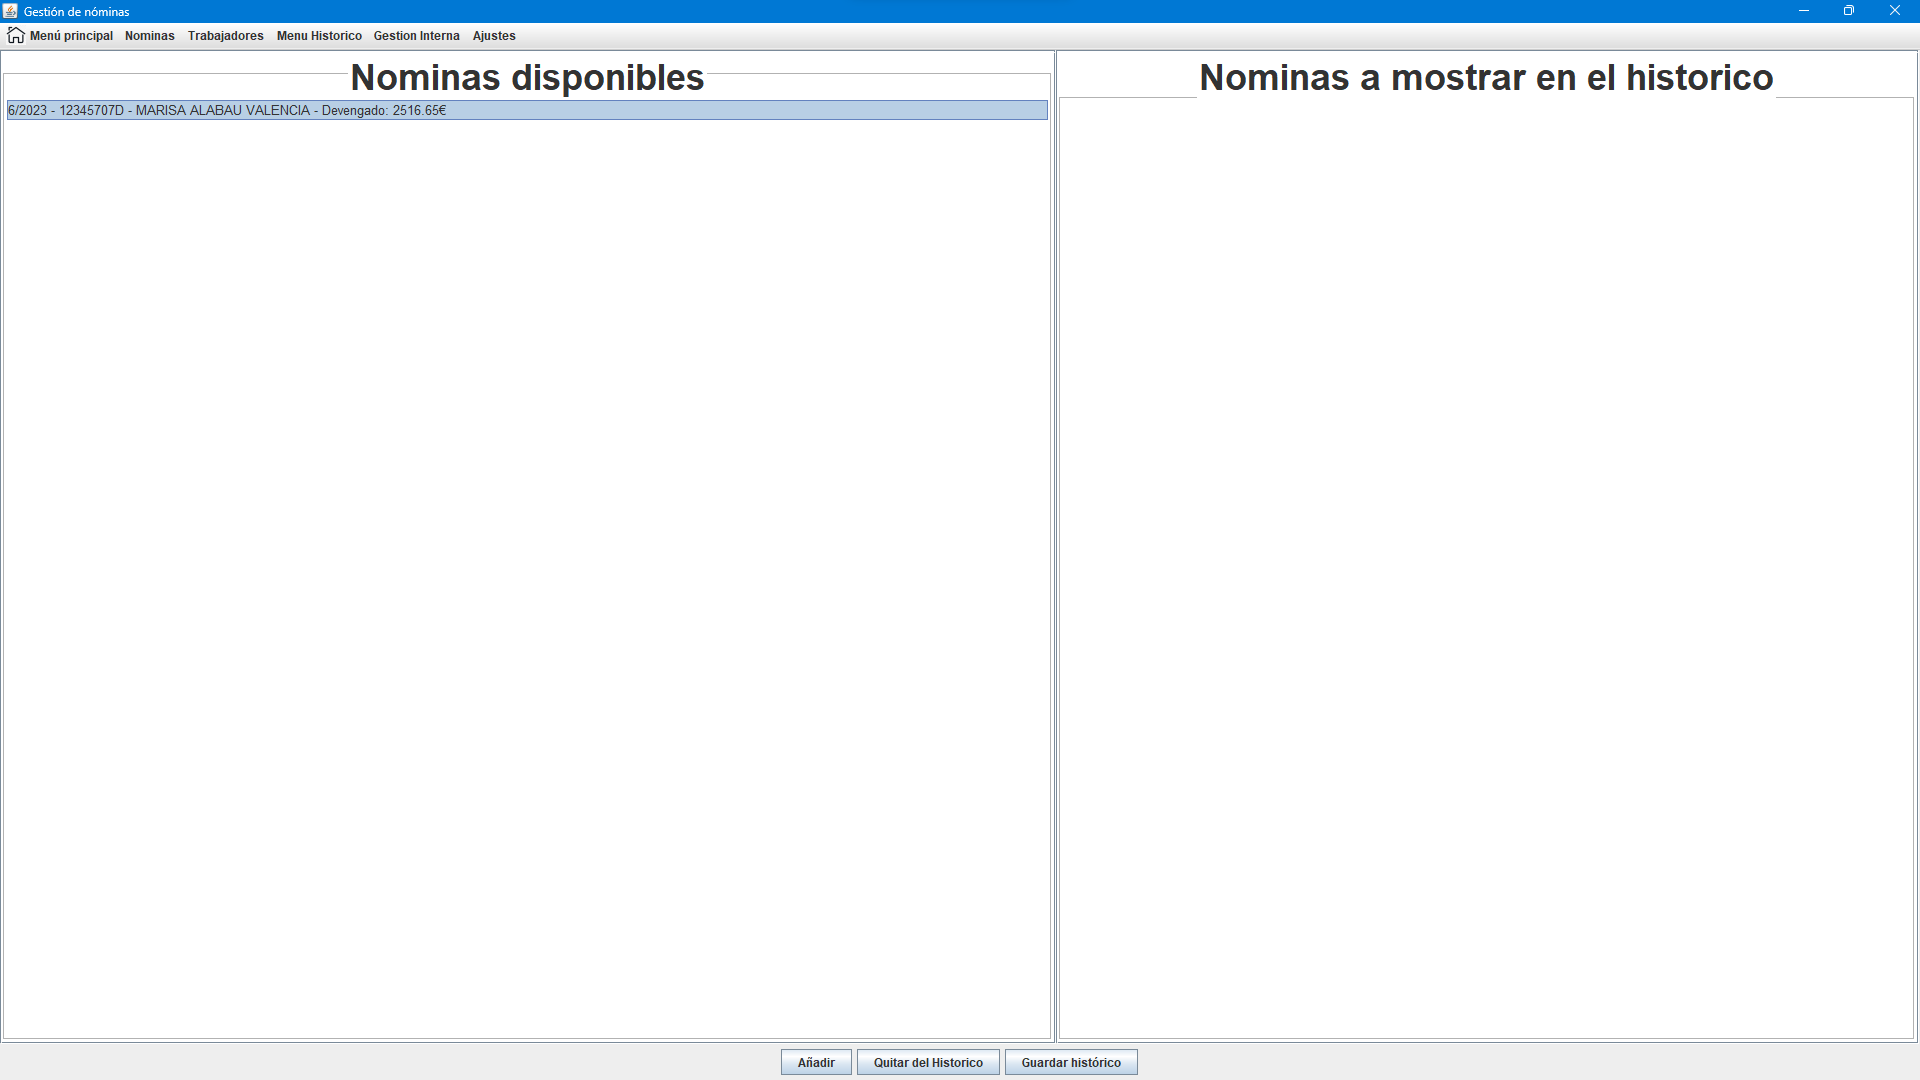 Gestión de nóminas
Menú principal Nominas Trabajadores Menu Historico Gestion Interna Ajustes
Nominas disponibles
6/2023 - 12345707D - MARISA ALABAU VALENCIA - Devengado: 2516.65€
Nominas a mostrar en el historico
Añadir Quitar del Historico Guardar histórico